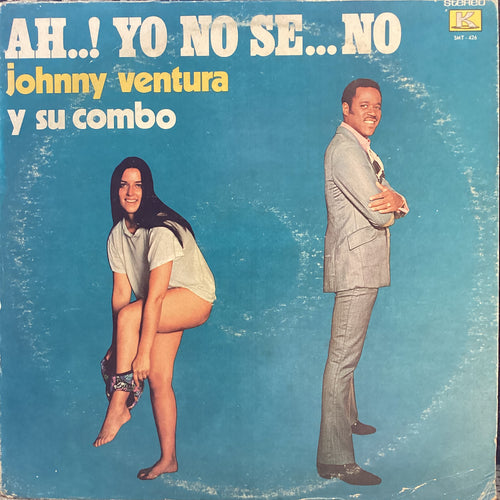 stereo
K
SMT - 426
AH..! YO NO SE... NO
johnny ventura
y su combo